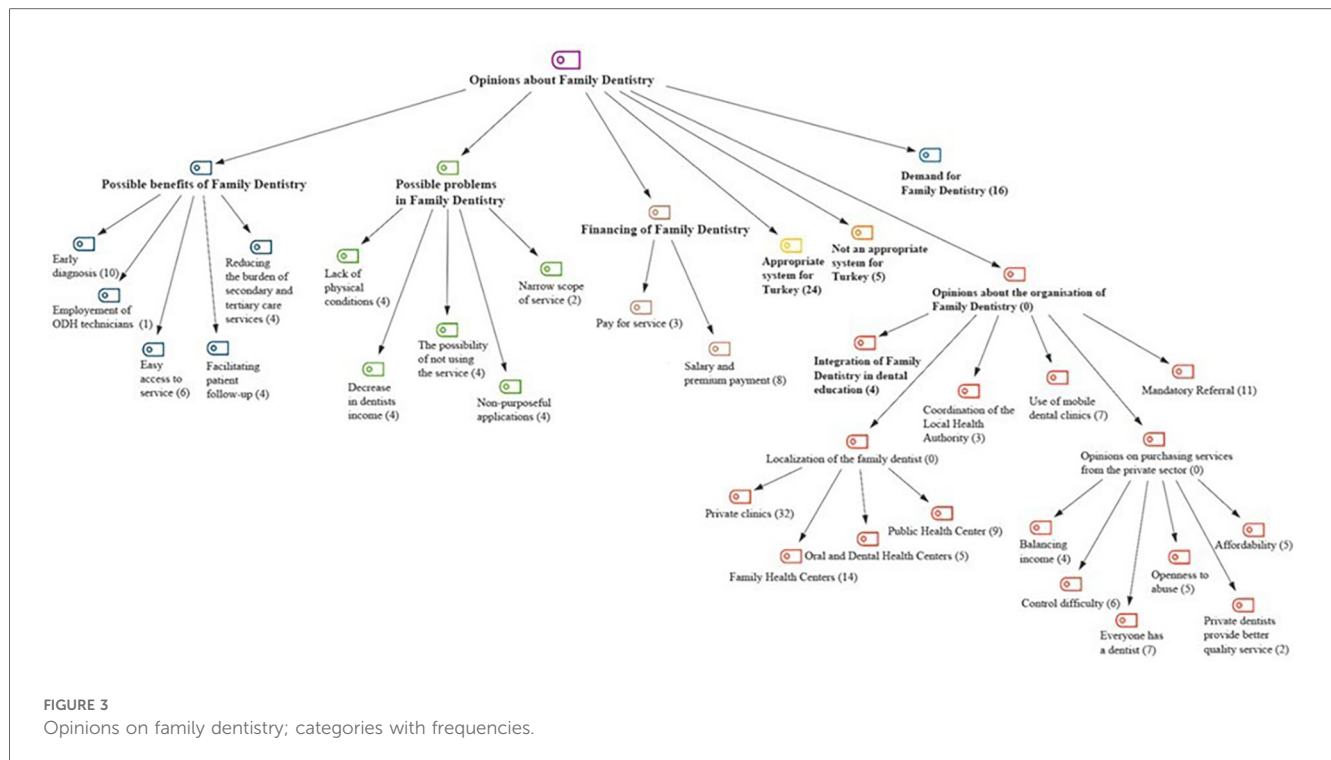 Opinions about Family Dentistry
Possible benefits of Family Dentistry
Early
diagnosis (10)
Employement of
ODH technicians (1)
Easy
access to
service (6)
Facilitating
patient
follow-up (4)
Reducing
the burden of
secondary and
tertiary care
services (4)
Possible problems
in Family Dentistry
Lack of
physical
conditions (4)
Decrease
in dentists
income (4)
The possibility
of not using
the service (4)
Non-purposeful
applications (4)
Narrow scope
of service (2)
Financing of Family Dentistry
Pay for service (3)
Salary and
premium payment (8)
Appropriate
system for
Turkey (24)
Not an appropriate
system for
Turkey (5)
Demand for
Family Dentistry (16)
Opinions about the organisation of
Family Dentistry (0)
Integration of Family
Dentistry in dental
education (4)
Coordination of the
Local Health
Authority (3)
Use of mobile
dental clinics (7)
Mandatory Referral (11)
Localization of the family dentist (0)
Private clinics (32)
Family Health Centers (14)
Oral and Dental Health Centers (5)
Public Health Center (9)
Opinions on purchasing services
from the private sector (0)
Balancing
income (4)
Control difficulty (6)
Everyone has
a dentist (7)
Openness to
abuse (5)
Private dentists
provide better
quality service (2)
Affordability (5)
FIGURE 3
Opinions on family dentistry; categories with frequencies.